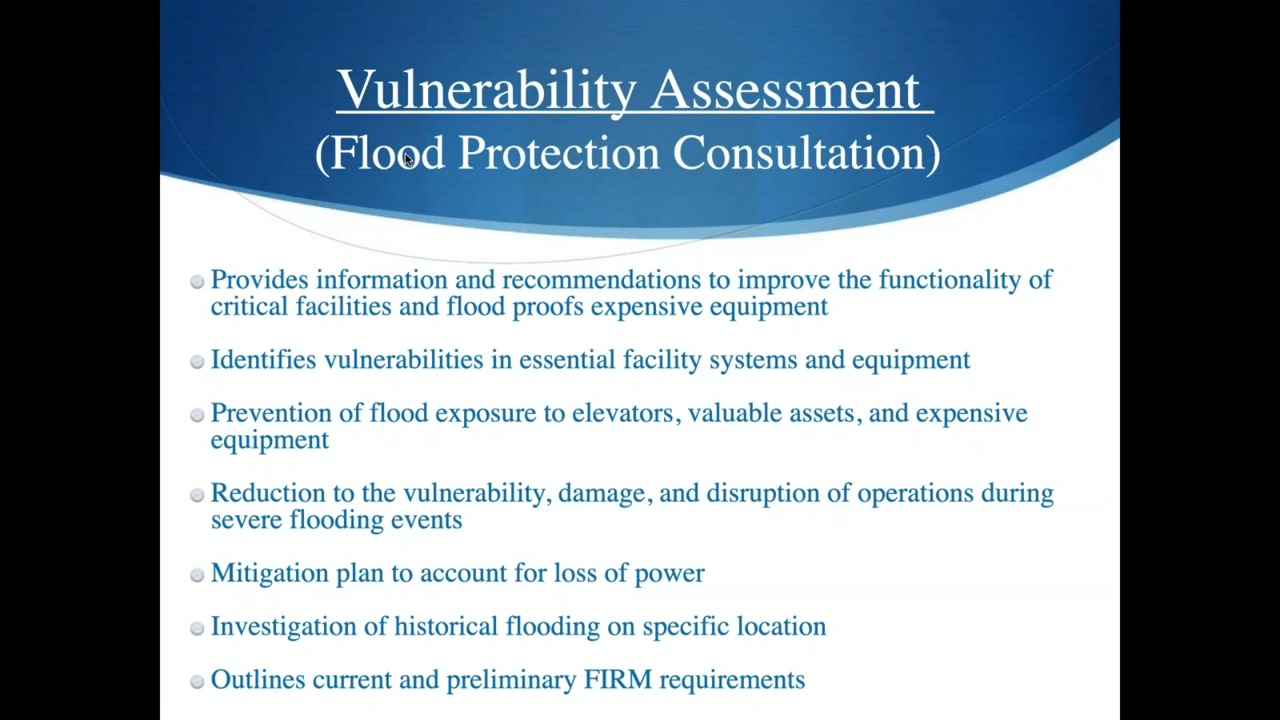 Vulnerability Assessment
(Flood Protection Consultation)
Provides information and recommendations to improve the functionality of
critical facilities and flood proofs expensive equipment
Identifies vulnerabilities in essential facility systems and equipment
Prevention of flood exposure to elevators, valuable assets, and expensive
equipment
Reduction to the vulnerability, damage, and disruption of operations during
severe flooding events
Mitigation plan to account for loss of power
Investigation of historical flooding on specific location
Outlines current and preliminary FIRM requirements